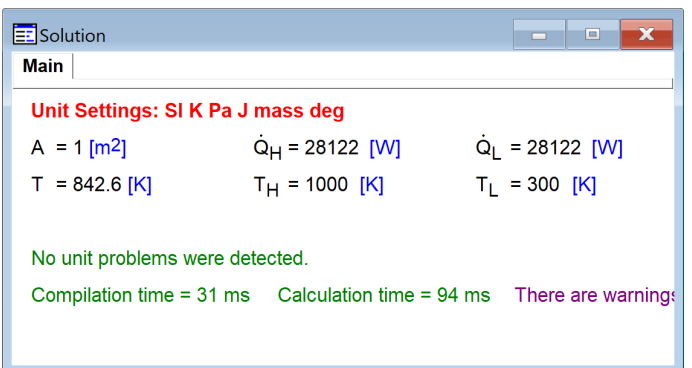 Solution
Main
Unit Settings: SI K Pa J mass deg
A = 1 [m2] Q̇H = 28122 [W] Q̇L = 28122 [W]
T = 842.6 [K] TH = 1000 [K] TL = 300 [K]
No unit problems were detected.
Compilation time = 31 ms Calculation time = 94 ms There are warnings